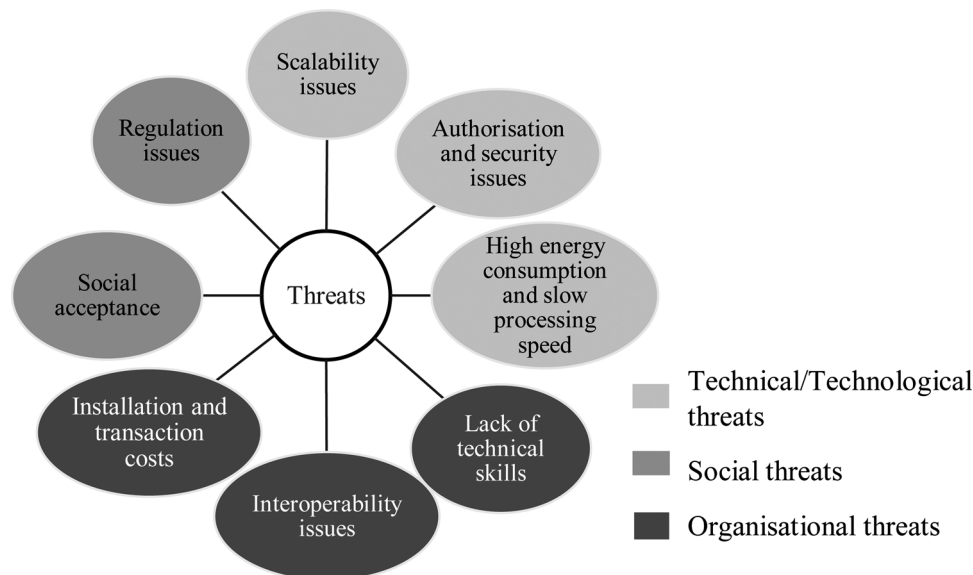 Scalability
issues
Authorisation
and security
issues
High energy
consumption
and slow
processing
speed
Lack of
technical
skills
Interoperability
issues
Installation and
transaction
costs
Social
acceptance
Regulation
issues
Threats
Technical/Technological
threats
Social threats
Organisational threats